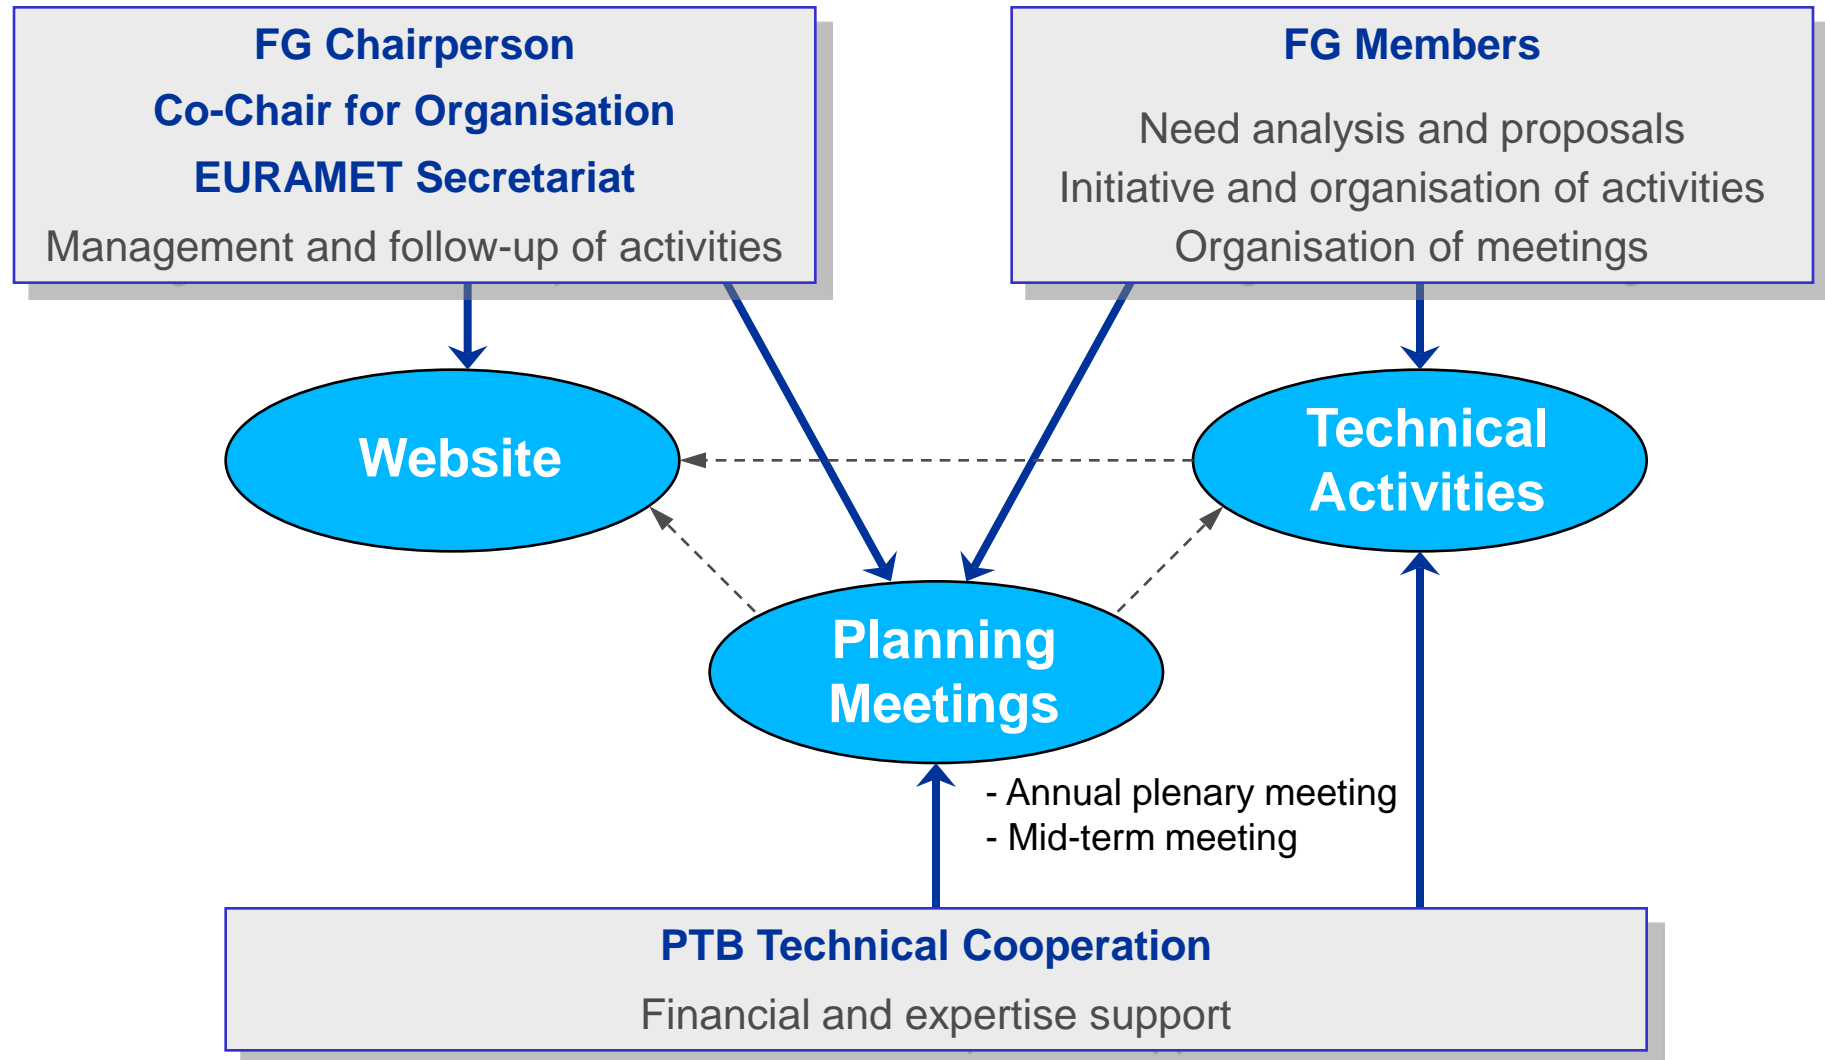 FG Chairperson
Co-Chair for Organisation
EURAMET Secretariat
Management and follow-up of activities
FG Members
Need analysis and proposals
Initiative and organisation of activities
Organisation of meetings
Website
Technical
Activities
Planning
Meetings
- Annual plenary meeting
- Mid-term meeting
PTB Technical Cooperation
Financial and expertise support